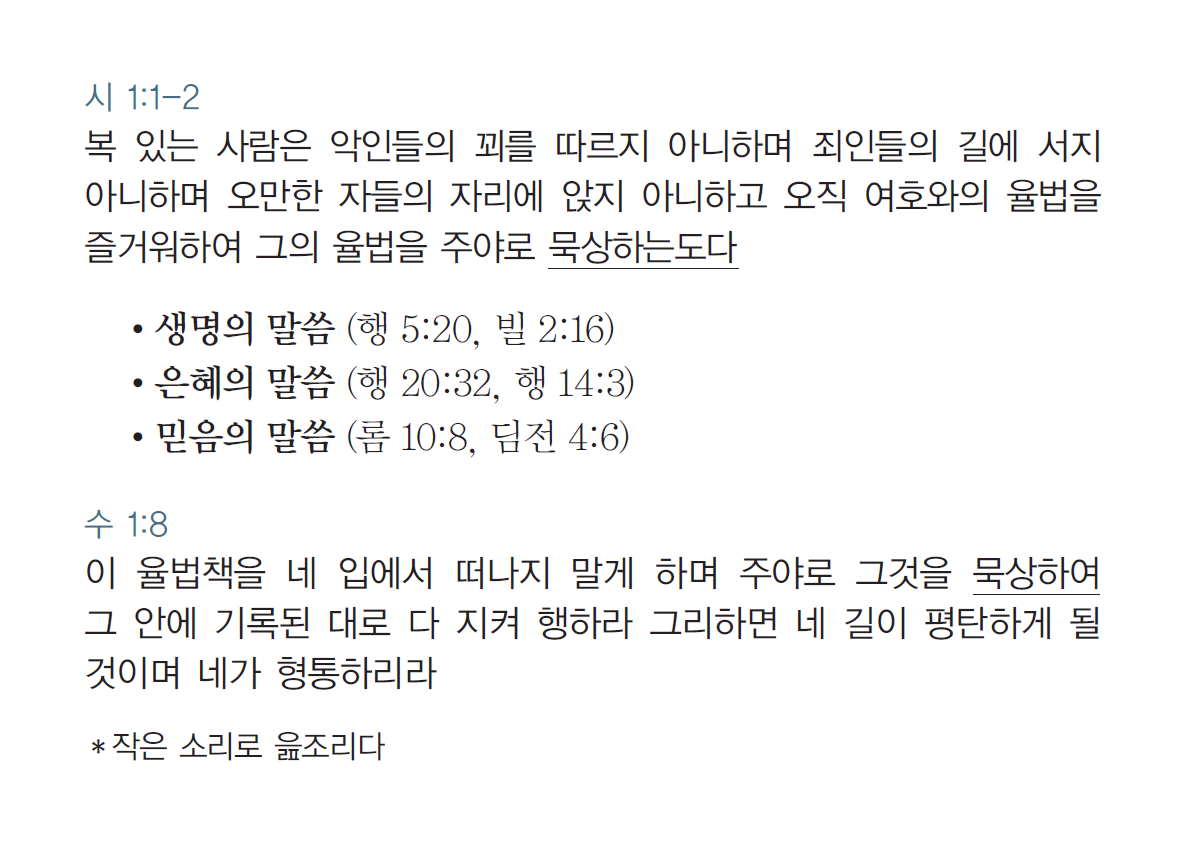 시 1:1-2
복 있는 사람은 악인들의 꾀를 따르지 아니하며 죄인들의 길에 서지
아니하며 오만한 자들의 자리에 앉지 아니하고 오직 여호와의 율법을
즐거워하여 그의 율법을 주야로 묵상하는도다
• 생명의 말씀 (행 5:20, 빌 2:16)
• 은혜의 말씀 (행 20:32, 행 14:3)
• 믿음의 말씀 (롬 10:8, 딤전 4:6)
수 1:8
이 율법책을 네 입에서 떠나지 말게 하며 주야로 그것을 묵상하여
그 안에 기록된 대로 다 지켜 행하라 그리하면 네 길이 평탄하게 될
것이며 네가 형통하리라
*작은 소리로 읊조리다